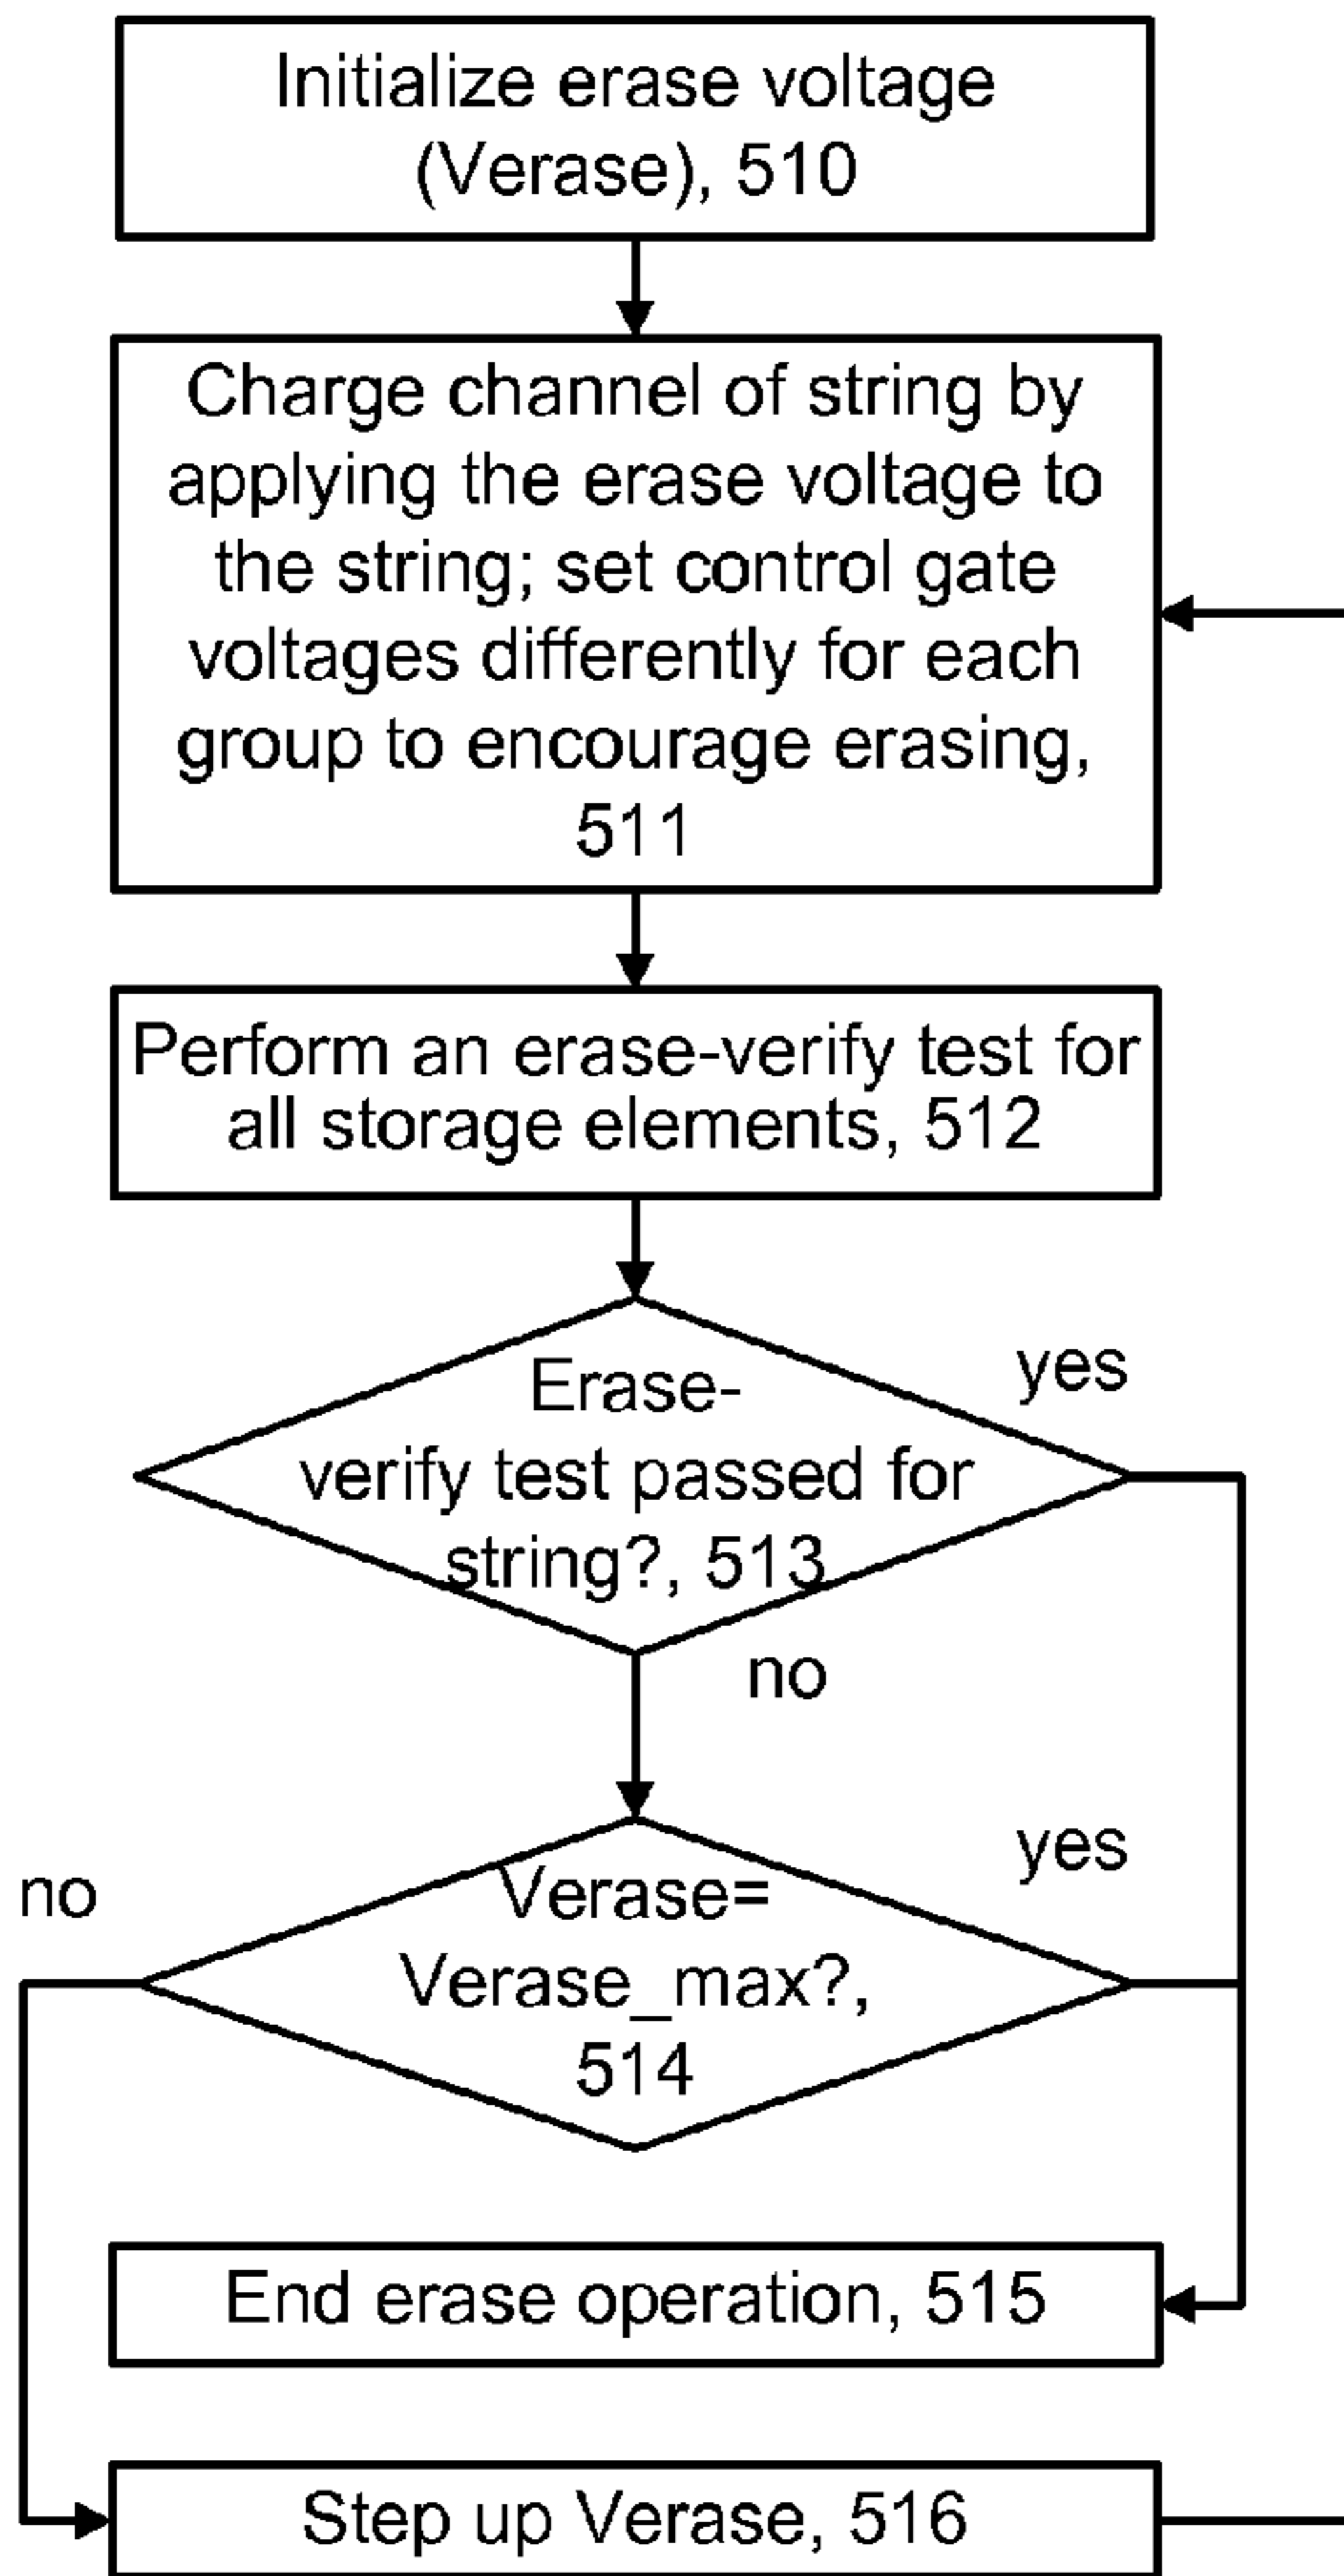 Initialize erase voltage
(Verase), 510
Charge channel of string by
applying the erase voltage to
the string; set control gate
voltages differently for each
group to encourage erasing,
511
Perform an erase-verify test for
all storage elements, 512
Erase-
verify test passed for
string?, 513
yes
no
Verase=
Verase_max?,
514
yes
no
End erase operation, 515
Step up Verase, 516